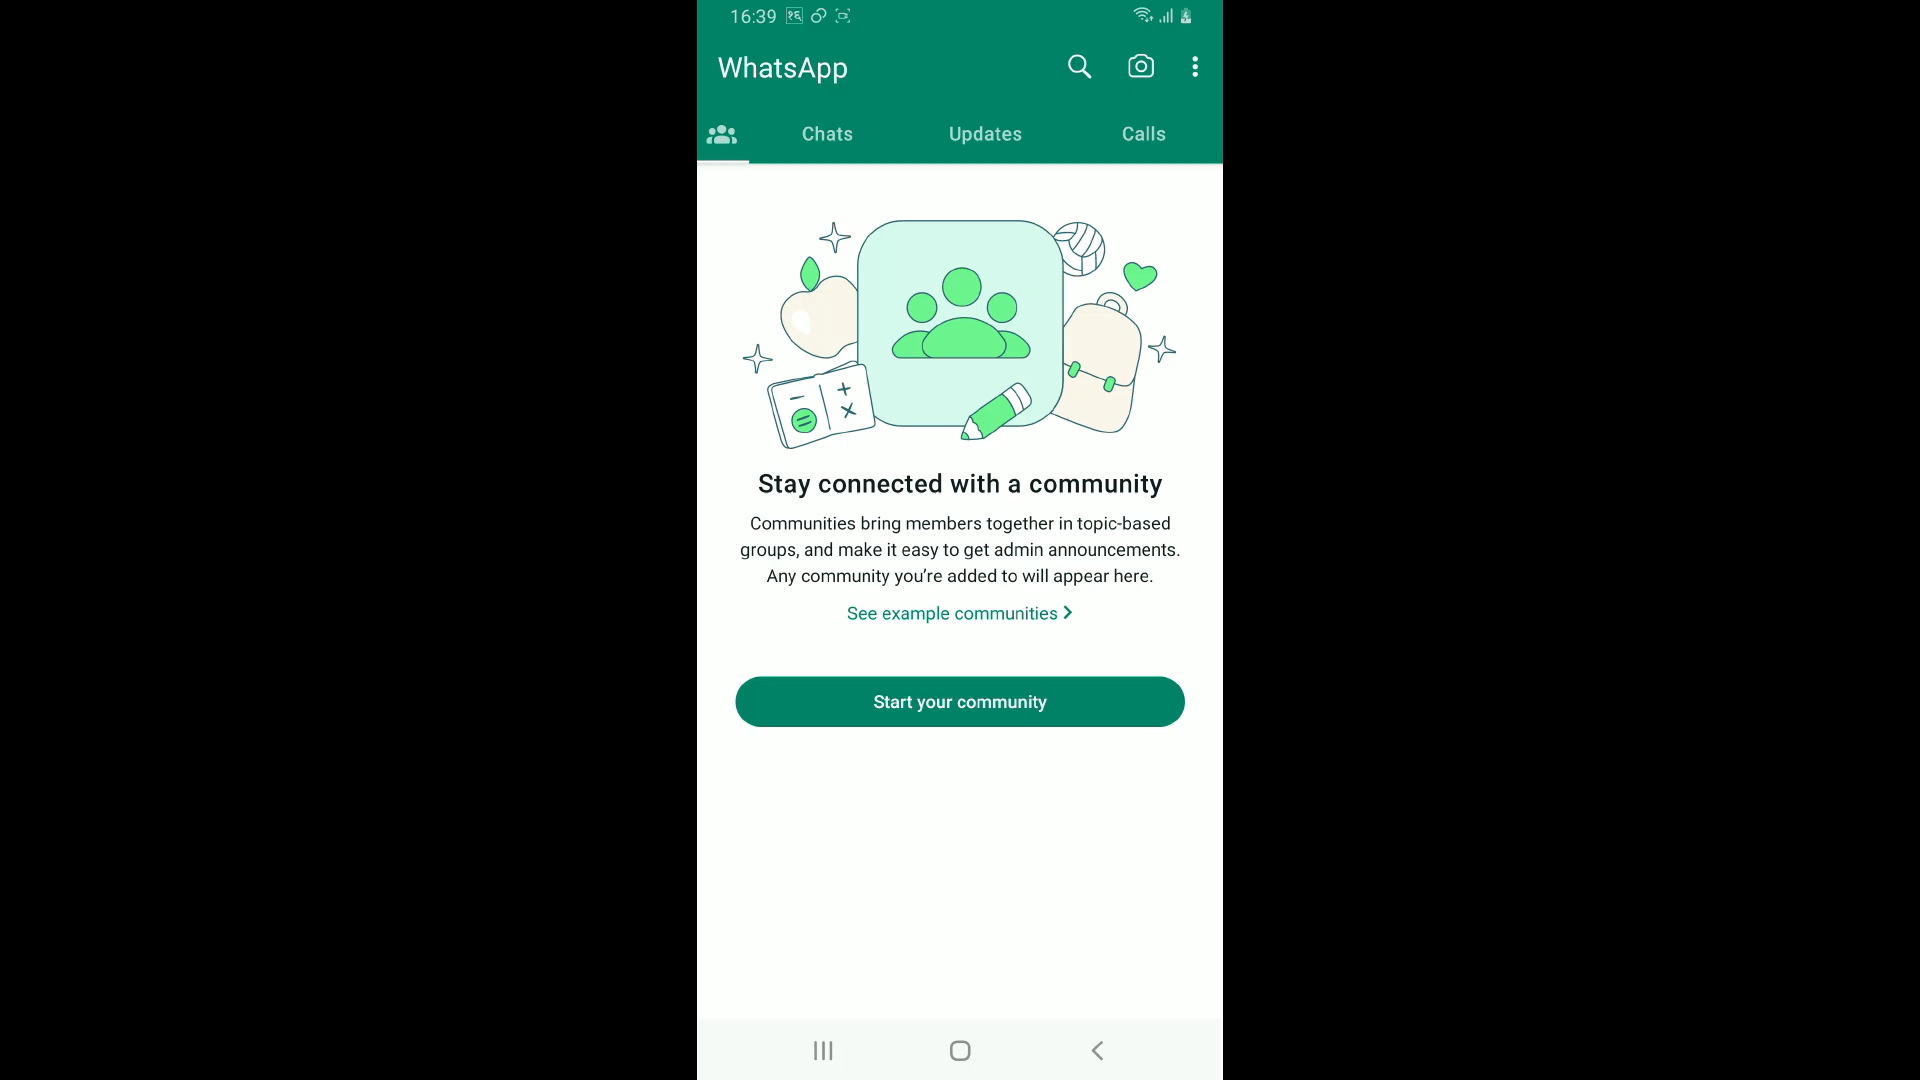 16:39 १६
WhatsApp
Chats Updates Calls
Stay connected with a community
Communities bring members together in topic-based
groups, and make it easy to get admin announcements.
Any community you’re added to will appear here.
See example communities
Start your community